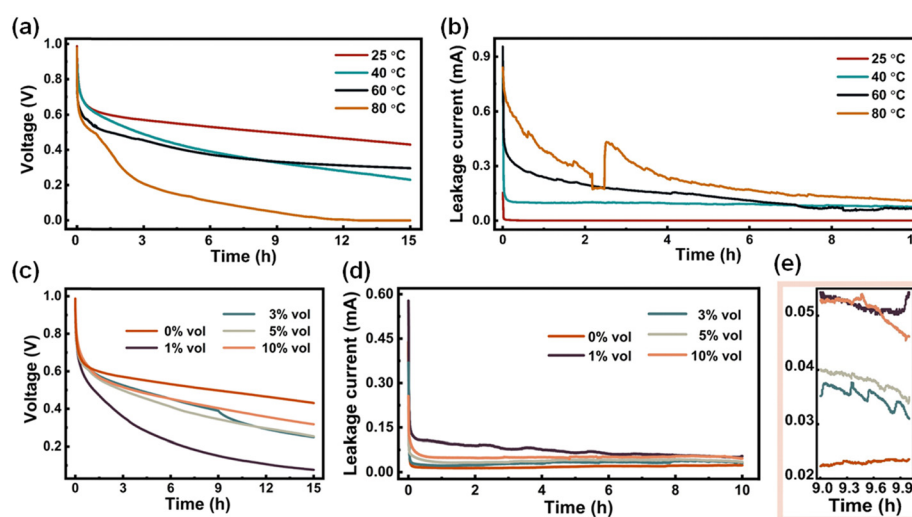 (a)
1.0
0.8
0.6
0.4
0.2
0.0
Voltage (V)
25 °C
40 °C
60 °C
80 °C
0 3 6 9 12 15
Time (h)
(b)
0.9
0.6
0.3
0.0
Leakage current (mA)
25 °C
40 °C
60 °C
80 °C
0 2 4 6 8 10
Time (h)
(c)
1.0
0.8
0.6
0.4
0.2
Voltage (V)
0% vol
1% vol
3% vol
5% vol
10% vol
0 3 6 9 12 15
Time (h)
(d)
0.60
0.45
0.30
0.15
0.00
Leakage current (mA)
0% vol
1% vol
3% vol
5% vol
10% vol
0 2 4 6 8 10
Time (h)
(e)
0.05
0.04
0.03
0.02
9.0 9.3 9.6 9.9
Time (h)